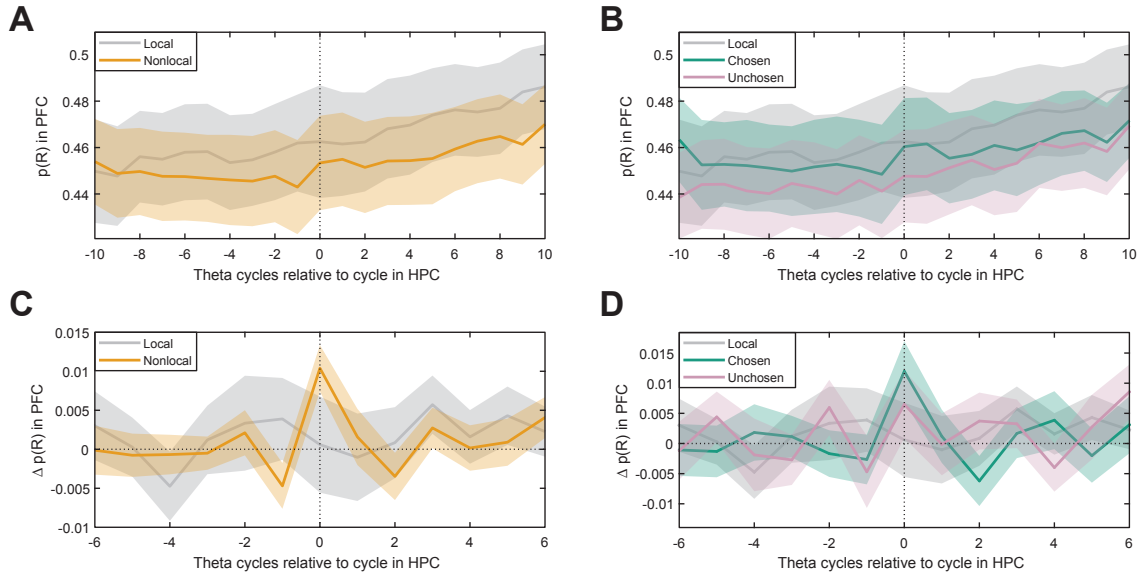 A
p(R) in PFC
0.5
0.48
0.46
0.44
Local
Nonlocal
-10 -8 -6 -4 -2 0 2 4 6 8 10
Theta cycles relative to cycle in HPC
B
p(R) in PFC
0.5
0.48
0.46
0.44
Local
Chosen
Unchosen
-10 -8 -6 -4 -2 0 2 4 6 8 10
Theta cycles relative to cycle in HPC
C
Δ p(R) in PFC
0.015
0.01
0.005
0
-0.005
-0.01
Local
Nonlocal
-6 -4 -2 0 2 4 6
Theta cycles relative to cycle in HPC
D
Δ p(R) in PFC
0.015
0.01
0.005
0
-0.005
-0.01
Local
Chosen
Unchosen
-6 -4 -2 0 2 4 6
Theta cycles relative to cycle in HPC